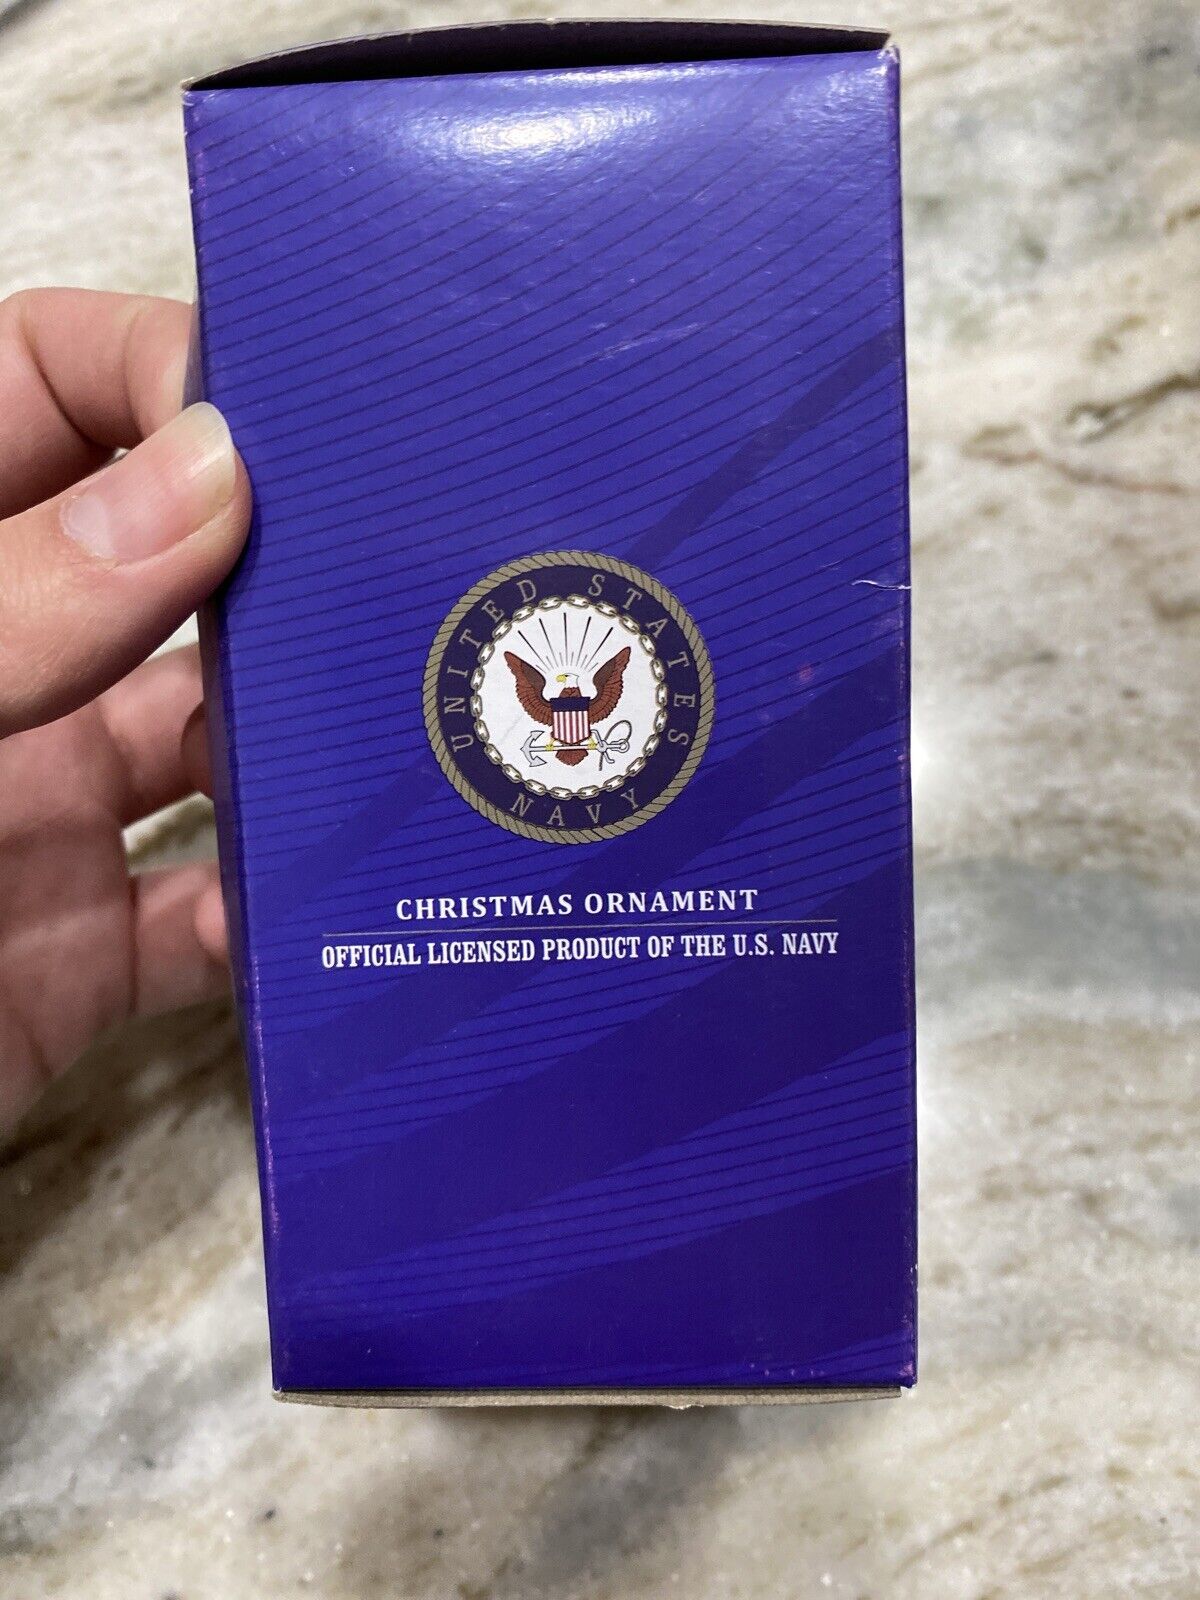 UNITED STATES
NAVY
CHRISTMAS ORNAMENT
OFFICIAL LICENSED PRODUCT OF THE U.S. NAVY